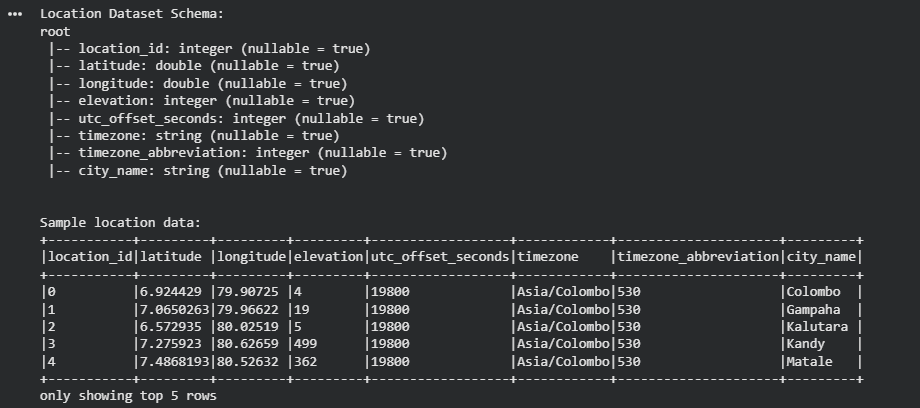 ••• Location Dataset Schema:
root
 |-- location_id: integer (nullable = true)
 |-- latitude: double (nullable = true)
 |-- longitude: double (nullable = true)
 |-- elevation: integer (nullable = true)
 |-- utc_offset_seconds: integer (nullable = true)
 |-- timezone: string (nullable = true)
 |-- timezone_abbreviation: integer (nullable = true)
 |-- city_name: string (nullable = true)
Sample location data:
+-----------+---------+---------+---------+------------------+------------+---------------------+---------+
|location_id|latitude |longitude|elevation|utc_offset_seconds|timezone    |timezone_abbreviation|city_name|
+-----------+---------+---------+---------+------------------+------------+---------------------+---------+
|0          |6.924429 |79.90725 |4        |19800             |Asia/Colombo|530                  |Colombo  |
|1          |7.0650263|79.96622 |19       |19800             |Asia/Colombo|530                  |Gampaha  |
|2          |6.572935 |80.02519 |5        |19800             |Asia/Colombo|530                  |Kalutara |
|3          |7.275923 |80.62659 |499      |19800             |Asia/Colombo|530                  |Kandy    |
|4          |7.4868193|80.52632 |362      |19800             |Asia/Colombo|530                  |Matale   |
+-----------+---------+---------+---------+------------------+------------+---------------------+---------+
only showing top 5 rows